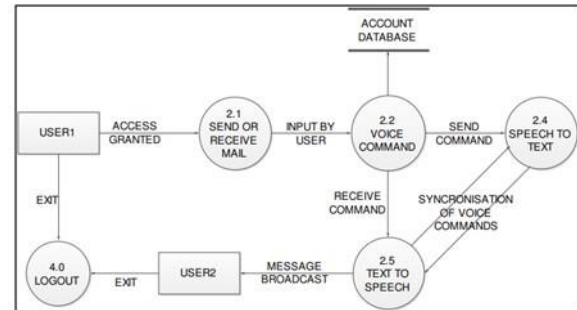 ACCOUNT
DATABASE
USER1
ACCESS
GRANTED
2.1
SEND OR
RECEIVE
MAIL
INPUT BY
USER
2.2
VOICE
COMMAND
SEND
COMMAND
2.4
SPEECH TO
TEXT
EXIT
RECEIVE
COMMAND
SYNCRONISATION
OF VOICE
COMMANDS
4.0
LOGOUT
EXIT
USER2
MESSAGE
BROADCAST
2.5
TEXT TO
SPEECH